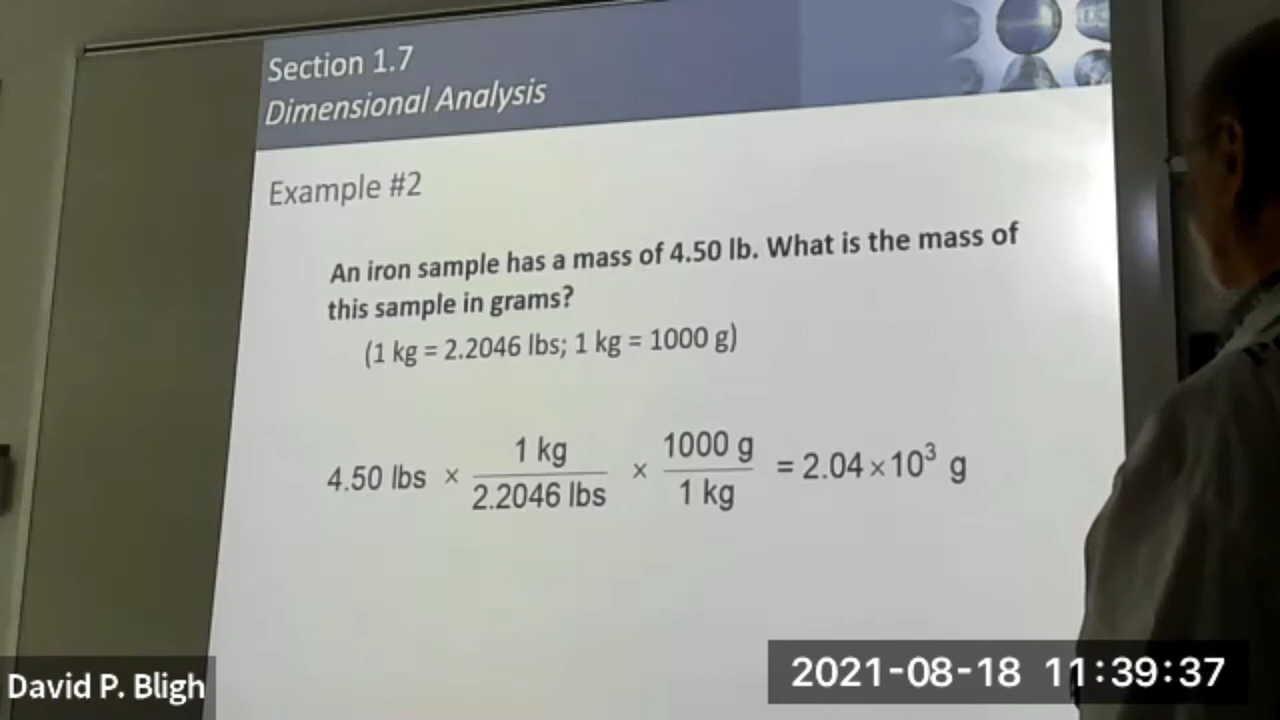 Section 1.7
Dimensional Analysis
Example #2
An iron sample has a mass of 4.50 lb. What is the mass of
this sample in grams?
(1 kg = 2.2046 lbs; 1 kg = 1000 g)
4.50 lbs × 1 kg / 2.2046 lbs × 1000 g / 1 kg = 2.04 × 10³ g
David P. Bligh
2021-08-18 11:39:37